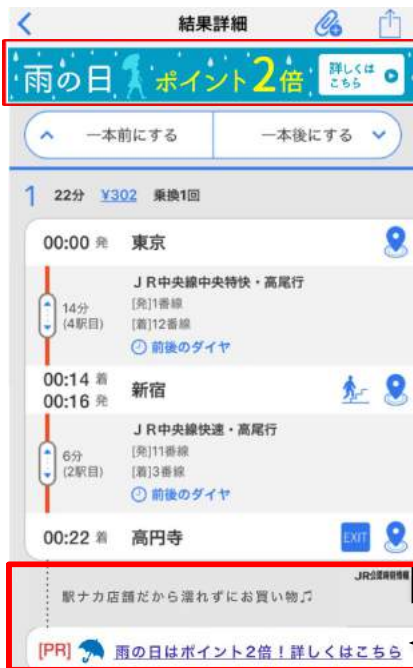 結果詳細
雨の日 ポイント2倍 詳しくは
こちら
一本前にする 一本後にする
1 22分 ¥302 乗換1回
00:00 発 東京
JR中央線中央特快・高尾行
14分
(4駅目)
[発]1番線
[着]12番線
前後のダイヤ
00:14 着
00:16 発
新宿
JR中央線快速・高尾行
6分
(2駅目)
[発]11番線
[着]3番線
前後のダイヤ
00:22 着 高円寺 EXIT
駅ナカ店舗だから濡れずにお買い物♫
[PR] 雨の日はポイント2倍！詳しくはこちら